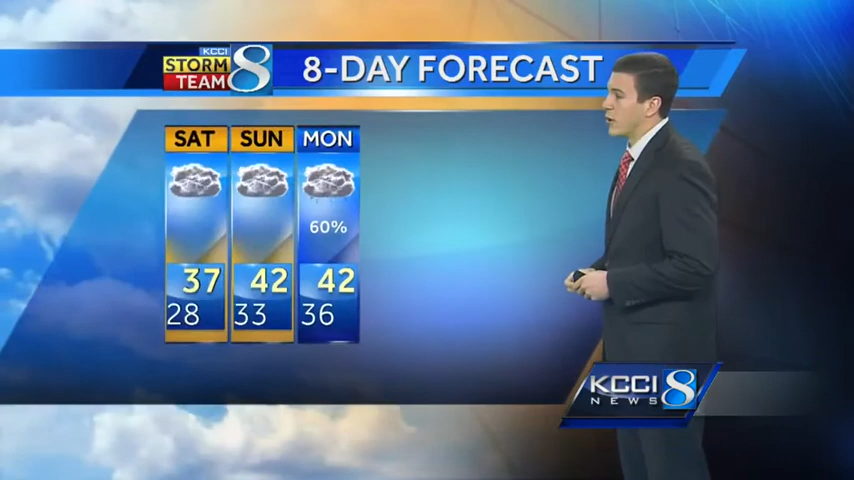 KCCI
STORM
TEAM 8
8-DAY FORECAST
SAT SUN MON
60%
37 42 42
28 33 36
KCCI 8
NEWS